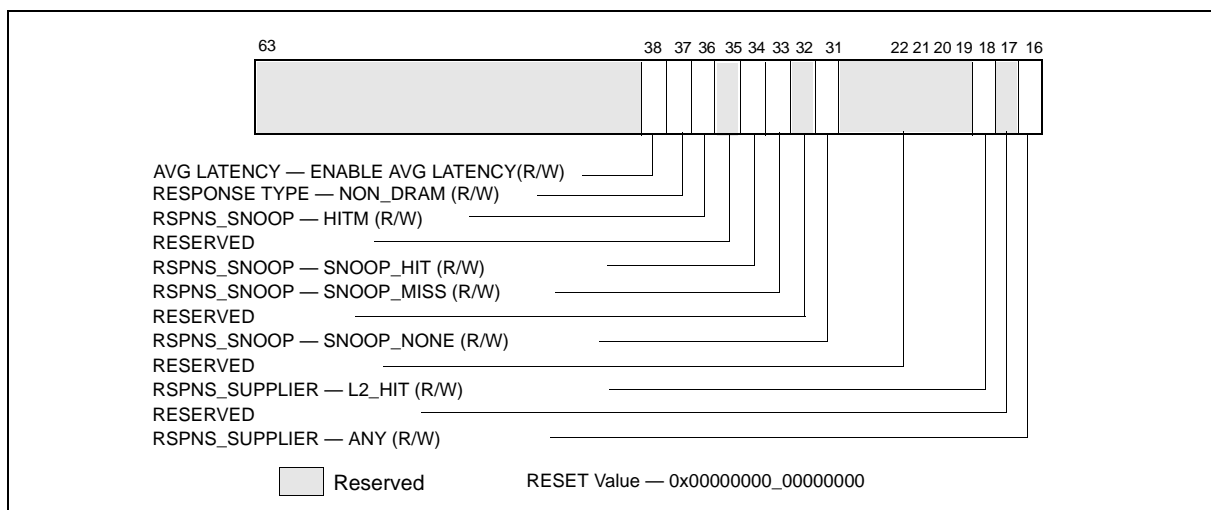 63 38 37 36 35 34 33 32 31 22 21 20 19 18 17 16
AVG LATENCY — ENABLE AVG LATENCY(R/W)
RESPONSE TYPE — NON_DRAM (R/W)
RSPNS_SNOOP — HITM (R/W)
RESERVED
RSPNS_SNOOP — SNOOP_HIT (R/W)
RSPNS_SNOOP — SNOOP_MISS (R/W)
RESERVED
RSPNS_SNOOP — SNOOP_NONE (R/W)
RESERVED
RSPNS_SUPPLIER — L2_HIT (R/W)
RESERVED
RSPNS_SUPPLIER — ANY (R/W)
Reserved RESET Value — 0x00000000_00000000